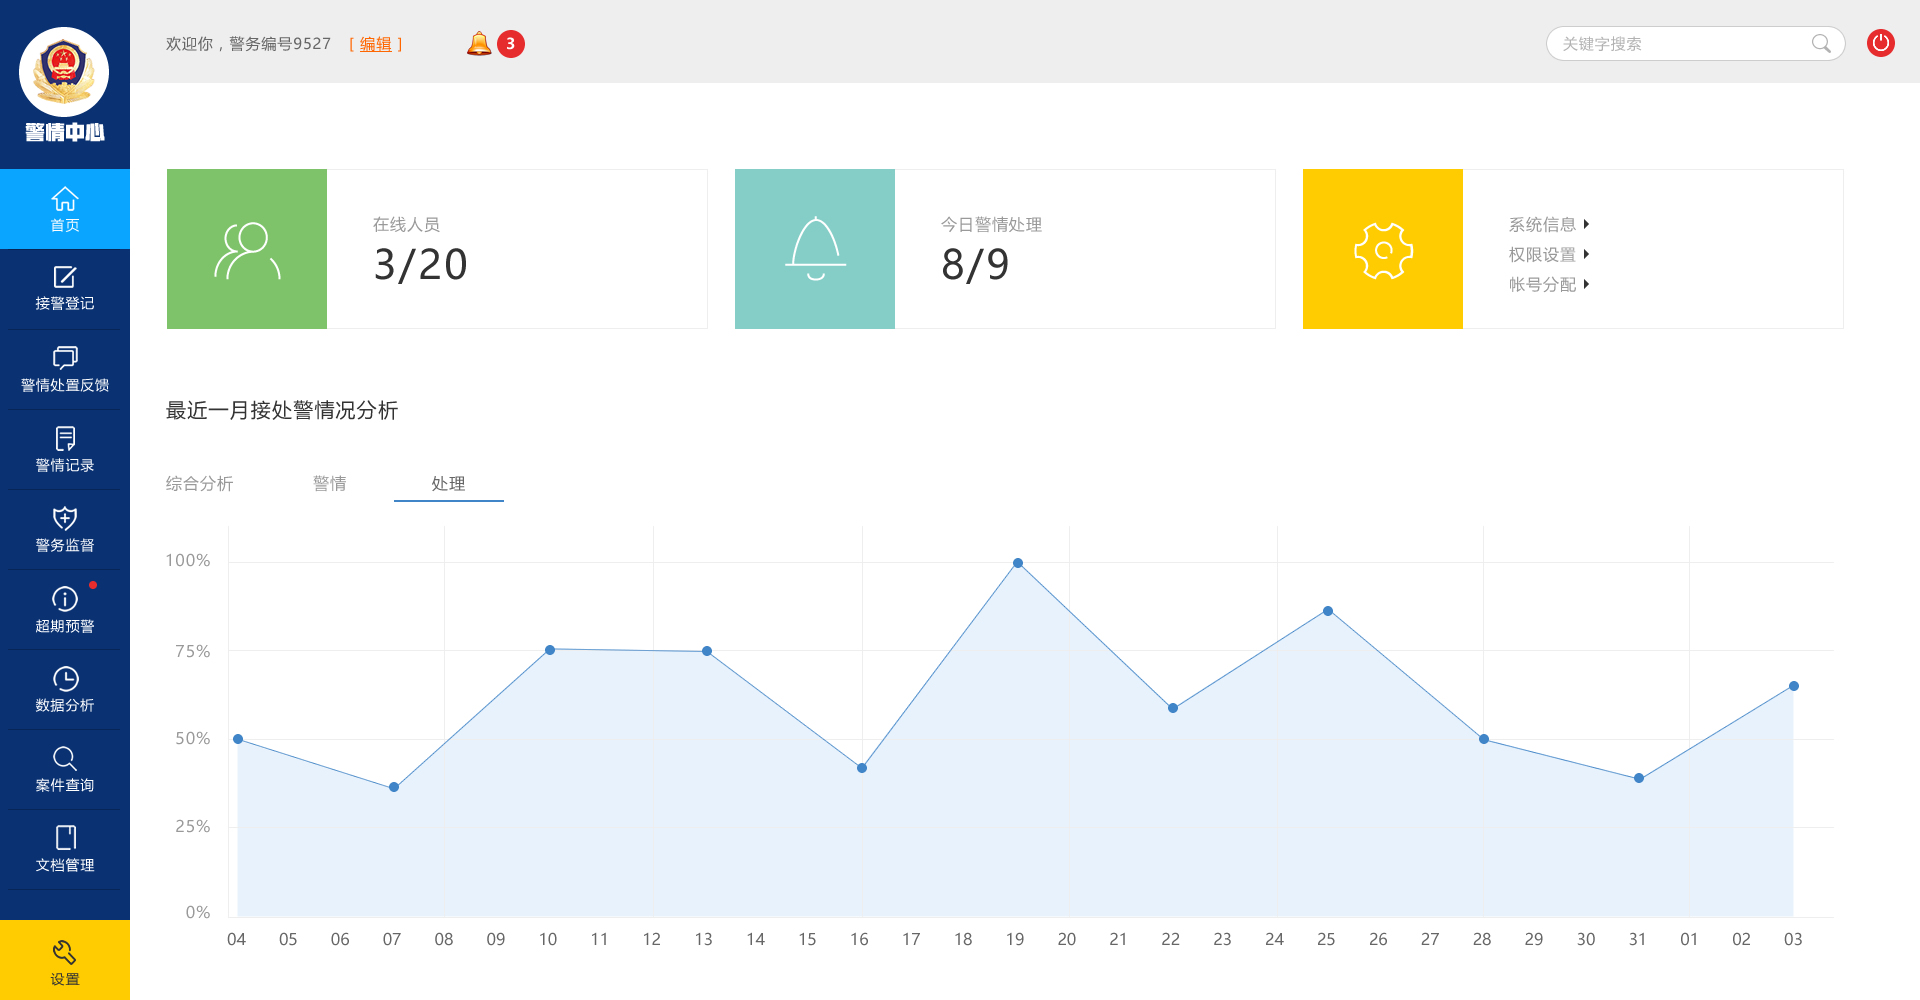 警情中心
首页
接警登记
警情处置反馈
警情记录
警务监督
超期预警
数据分析
案件查询
文档管理
设置
欢迎你，警务编号9527 [ 编辑 ] 3
关键字搜索
在线人员
3/20
今日警情处理
8/9
系统信息
权限设置
帐号分配
最近一月接处警情况分析
综合分析 警情 处理
100%
75%
50%
25%
0%
04 05 06 07 08 09 10 11 12 13 14 15 16 17 18 19 20 21 22 23 24 25 26 27 28 29 30 31 01 02 03